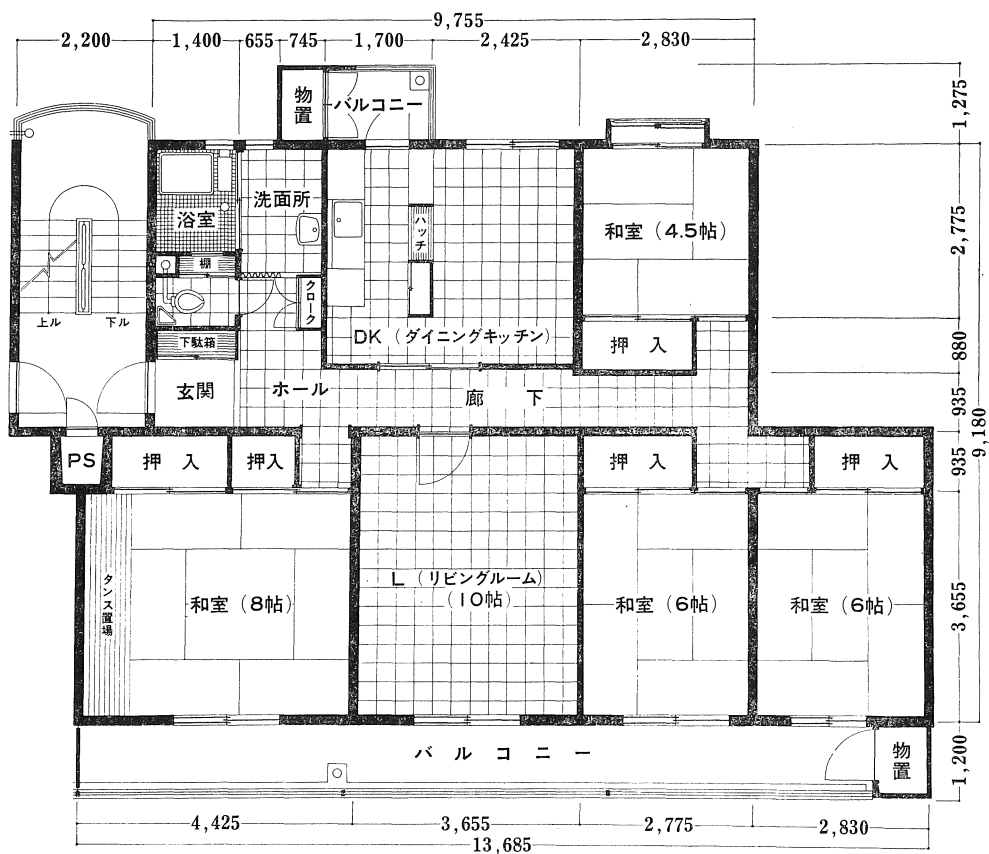 9,755
2,200
1,400
655
745
1,700
2,425
2,830
物置
バルコニー
1,275
浴室
洗面所
ハッチ
和室（4.5帖）
2,775
棚
クローク
上ル
下ル
下駄箱
DK（ダイニングキッチン）
押 入
880
玄関
ホール
廊 下
935
9,180
PS
押 入
押入
押 入
押 入
935
タンス置場
和室（8帖）
L（リビングルーム）
（10帖）
和室（6帖）
和室（6帖）
3,655
バルコニー
物置
1,200
4,425
3,655
2,775
2,830
13,685